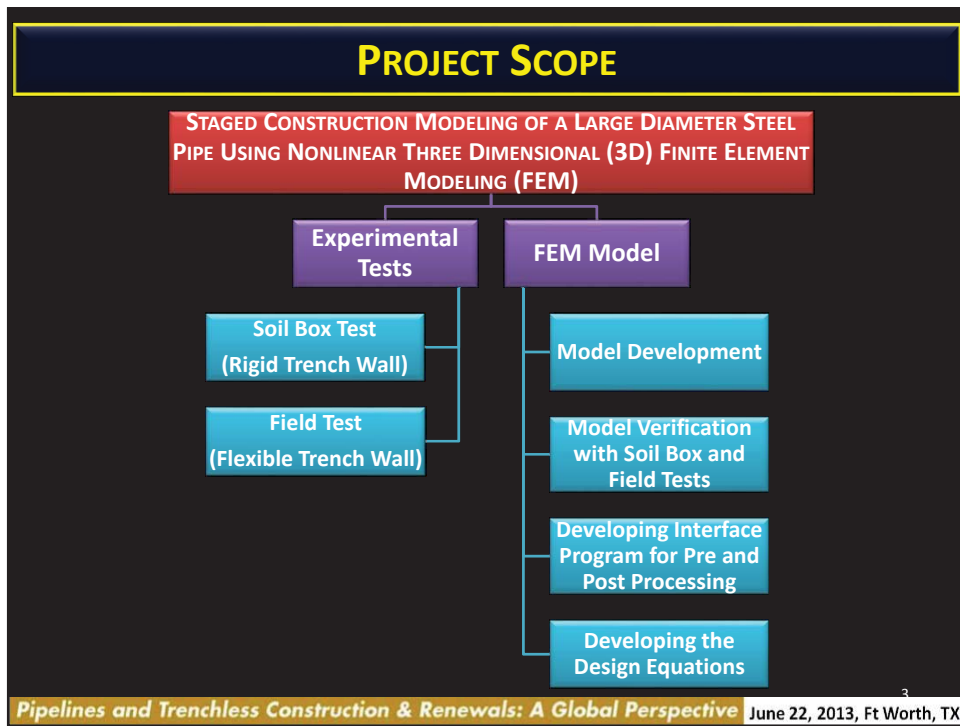 PROJECT SCOPE
STAGED CONSTRUCTION MODELING OF A LARGE DIAMETER STEEL
PIPE USING NONLINEAR THREE DIMENSIONAL (3D) FINITE ELEMENT
MODELING (FEM)
Experimental
Tests
Soil Box Test
(Rigid Trench Wall)
Field Test
(Flexible Trench Wall)
FEM Model
Model Development
Model Verification
with Soil Box and
Field Tests
Developing Interface
Program for Pre and
Post Processing
Developing the
Design Equations
3
Pipelines and Trenchless Construction & Renewals: A Global Perspective June 22, 2013, Ft Worth, TX